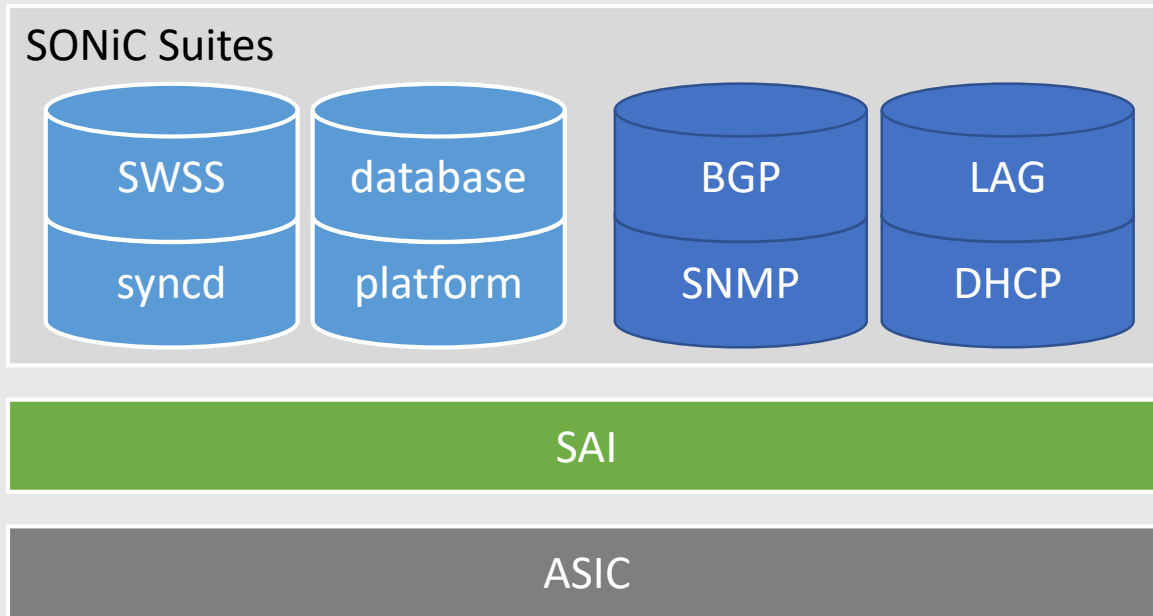 SONiC Suites
SWSS
database
BGP
LAG
syncd
platform
SNMP
DHCP
SAI
ASIC